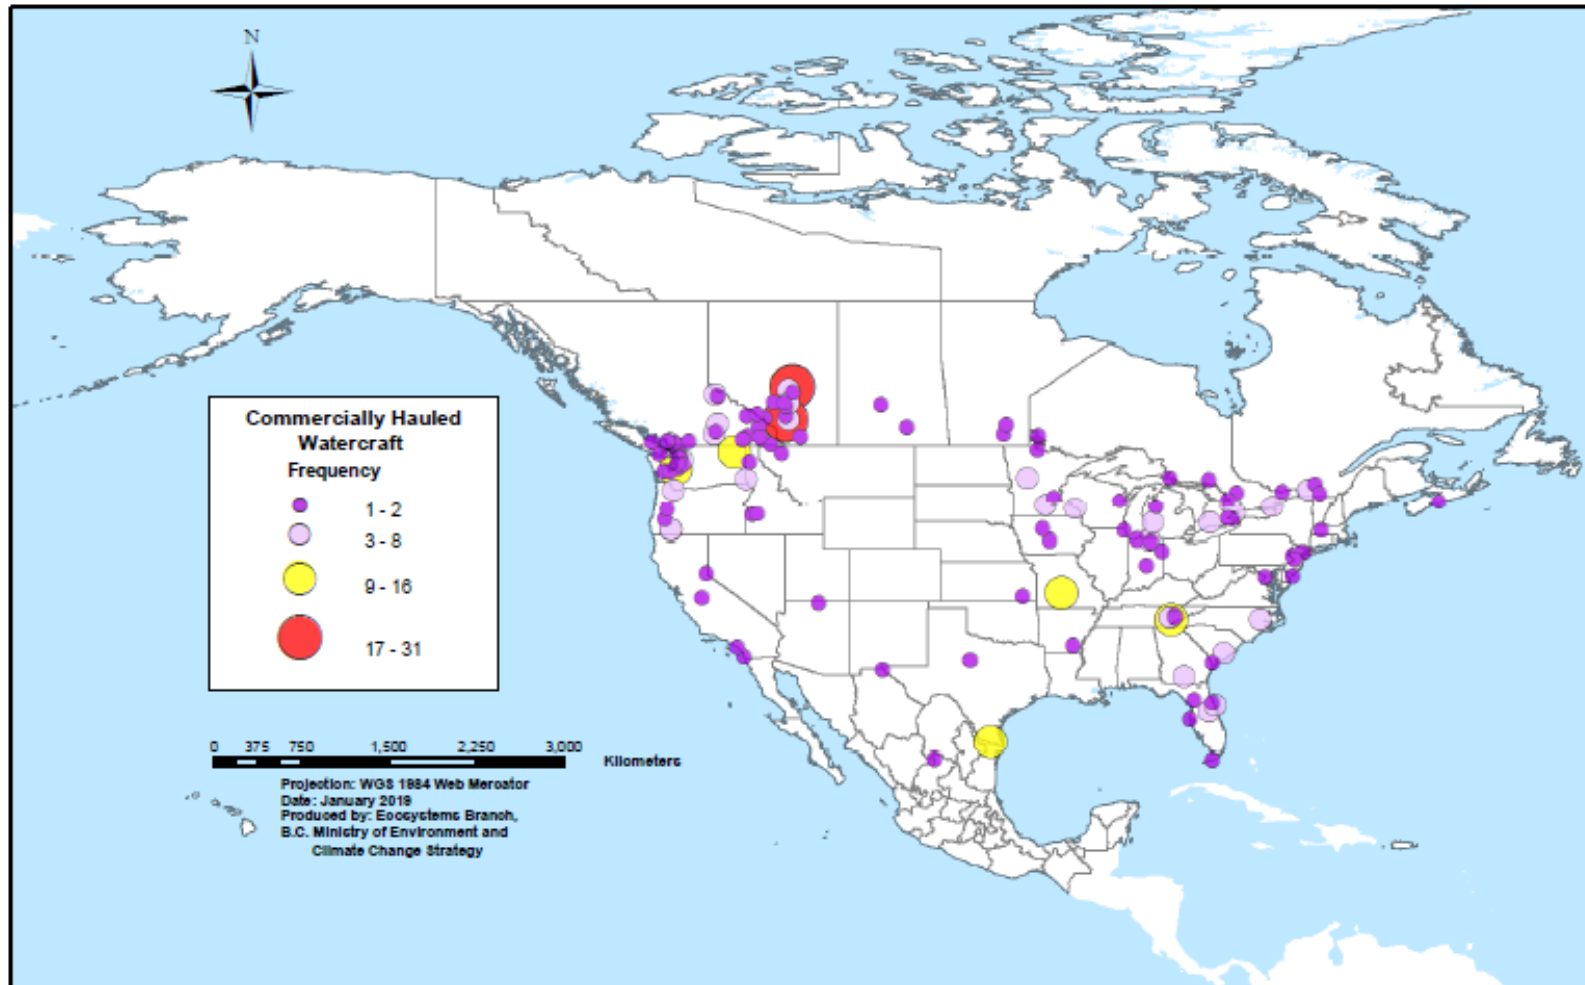 N
Commercially Hauled
Watercraft
Frequency
1 - 2
3 - 8
9 - 16
17 - 31
0 375 750 1,500 2,250 3,000
Kilometers
Projection: WGS 1984 Web Mercator
Date: January 2019
Produced by: Ecosystems Branch,
B.C. Ministry of Environment and
Climate Change Strategy